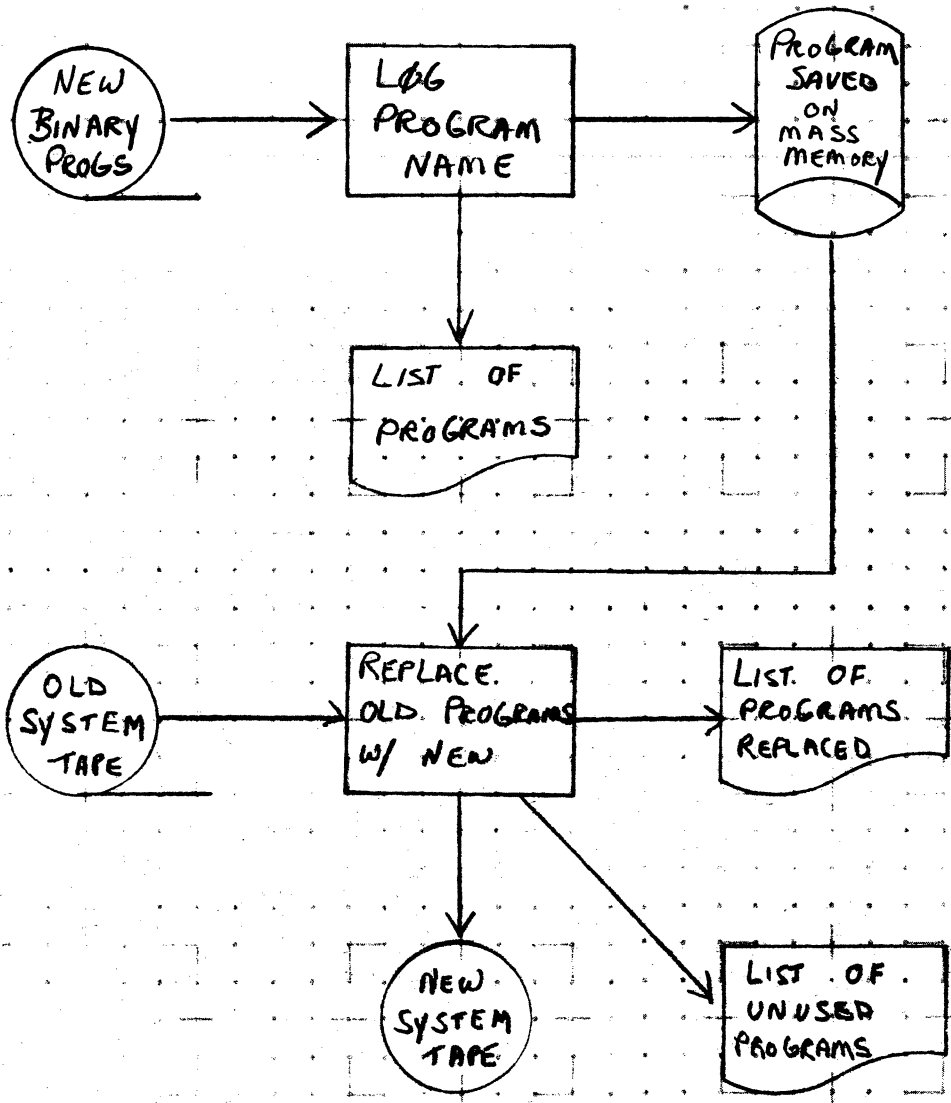 NEW
BINARY
PROGS
LØG
PROGRAM
NAME
PROGRAM
SAVED
ON
MASS
MEMORY
LIST OF
PROGRAMS
OLD
SYSTEM
TAPE
REPLACE
OLD PROGRAMS
W/ NEW
LIST OF
PROGRAMS
REPLACED
NEW
SYSTEM
TAPE
LIST OF
UNUSED
PROGRAMS